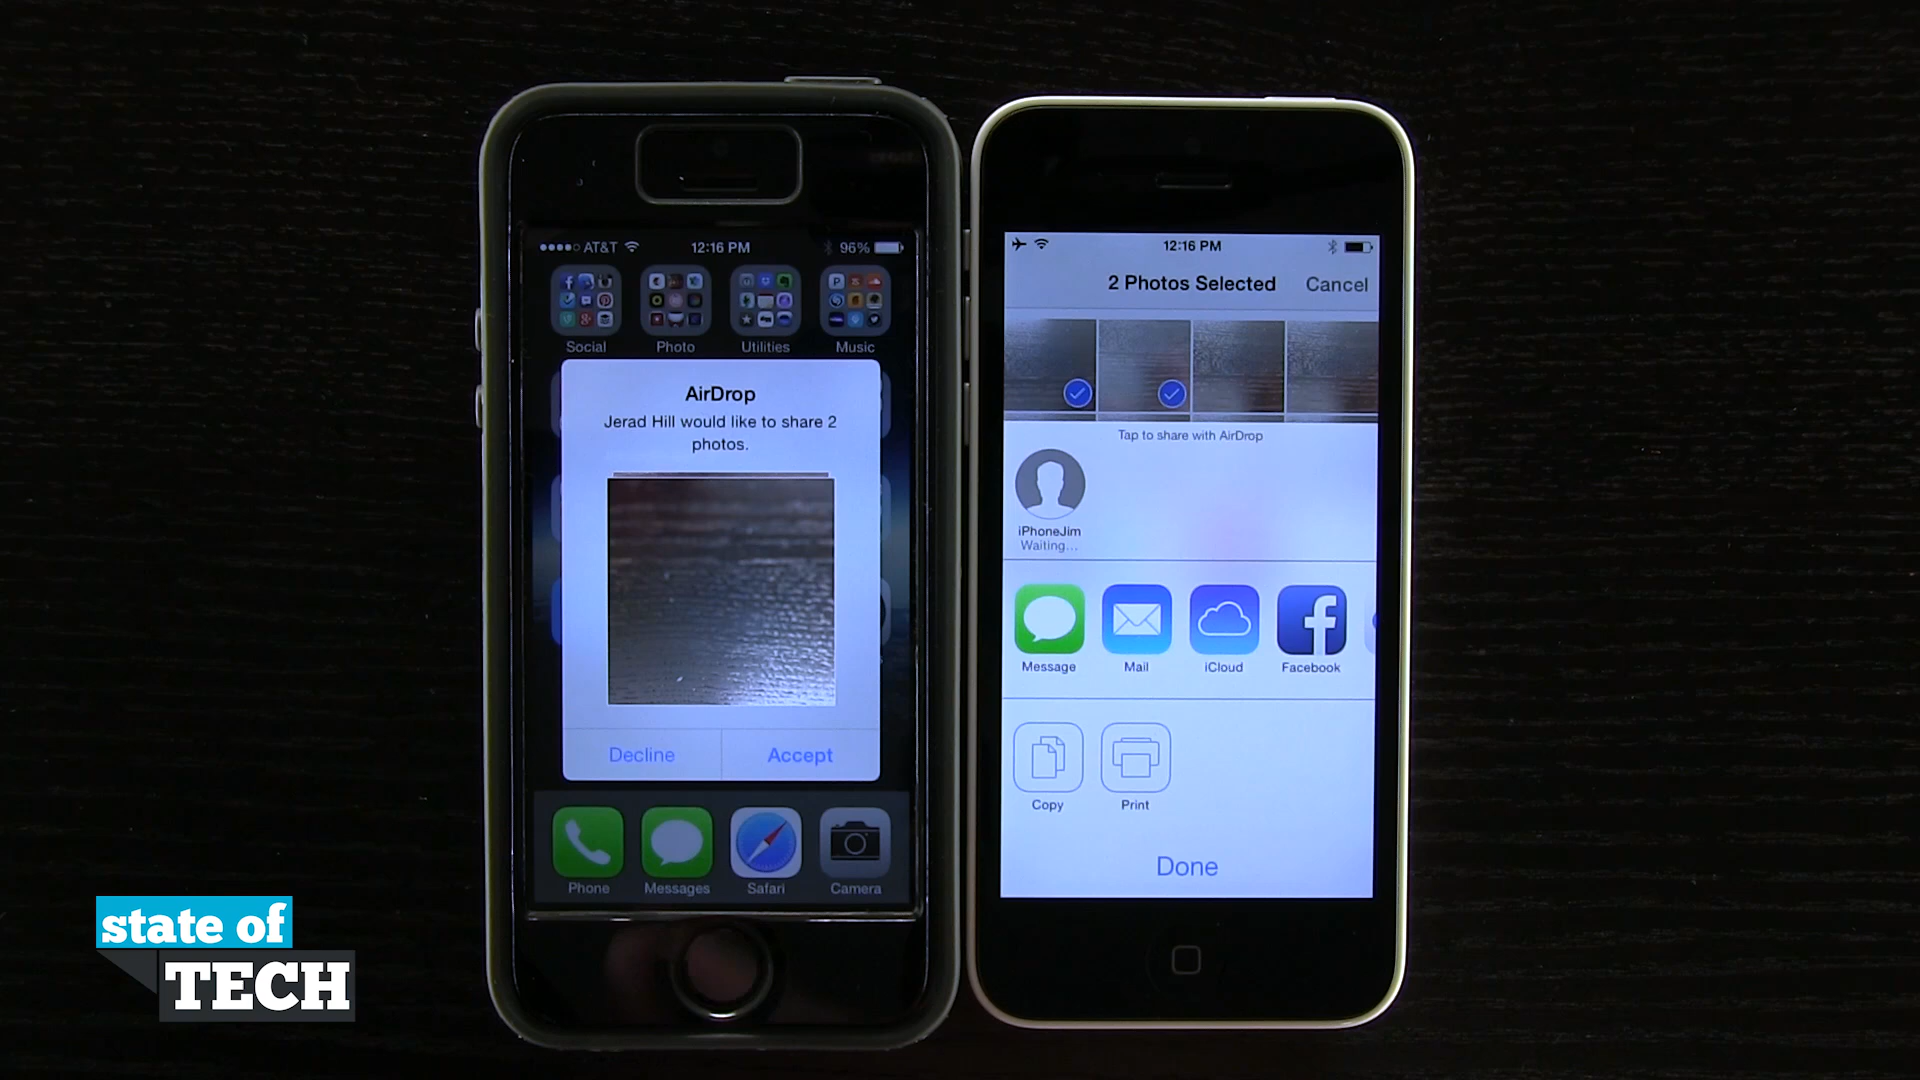 AT&T
12:16 PM
96%
Social
Photo
Utilities
Music
AirDrop
Jerad Hill would like to share 2
photos.
Decline
Accept
Phone
Messages
Safari
Camera
12:16 PM
2 Photos Selected
Cancel
Tap to share with AirDrop
iPhoneJim
Waiting...
Message
Mail
iCloud
Facebook
Copy
Print
Done
state of
TECH